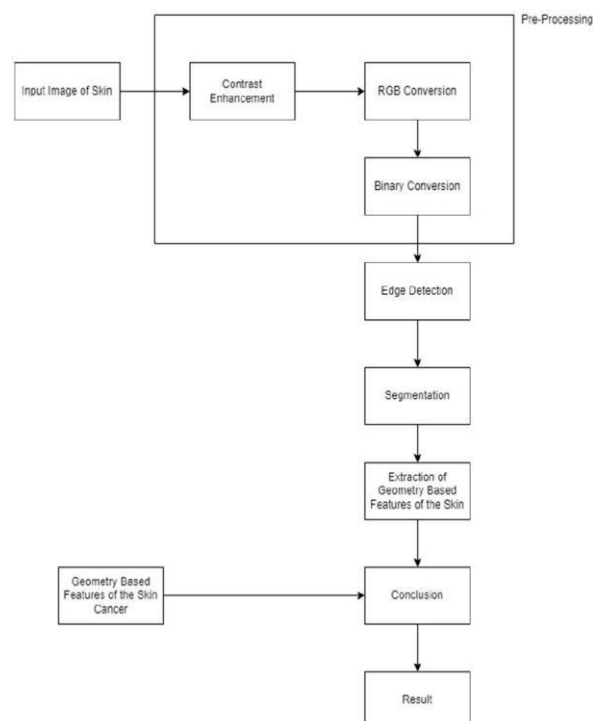 Pre-Processing
Input Image of Skin
Contrast
Enhancement
RGB Conversion
Binary Conversion
Edge Detection
Segmentation
Extraction of
Geometry Based
Features of the Skin
Geometry Based
Features of the Skin
Cancer
Conclusion
Result